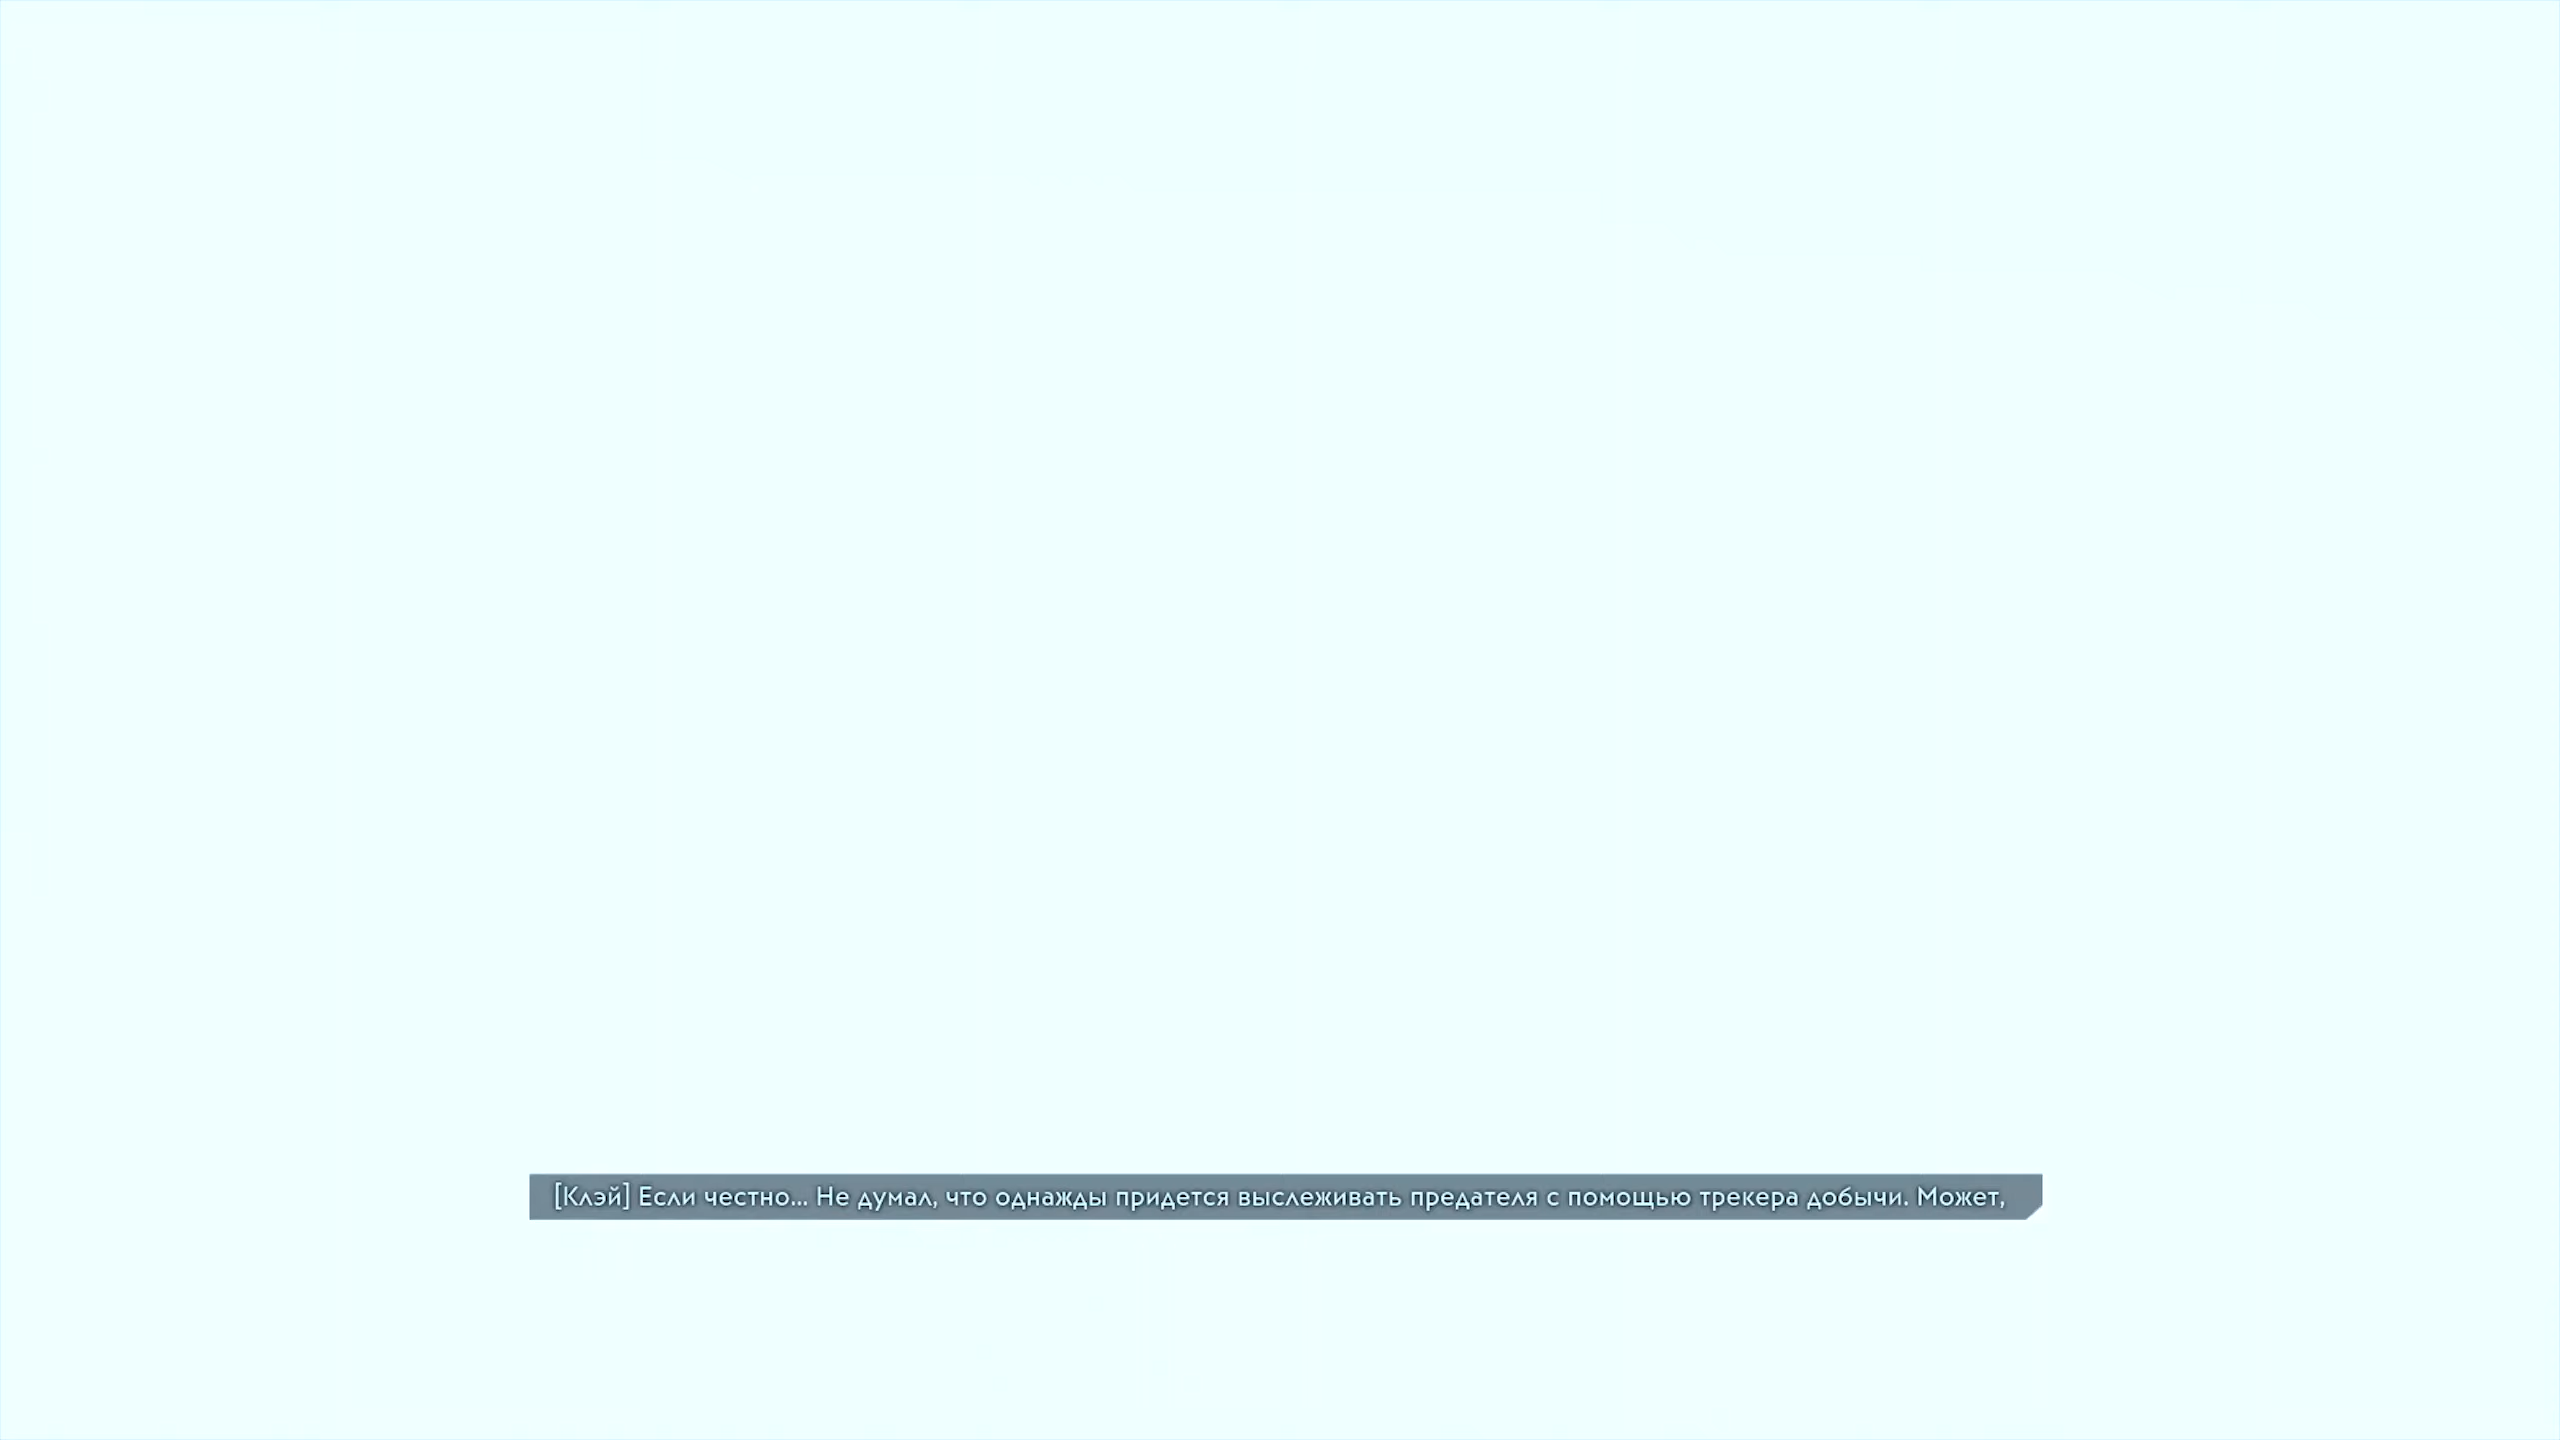 [Клэй] Если честно... Не думал, что однажды придется выслеживать предателя с помощью трекера добычи. Может,